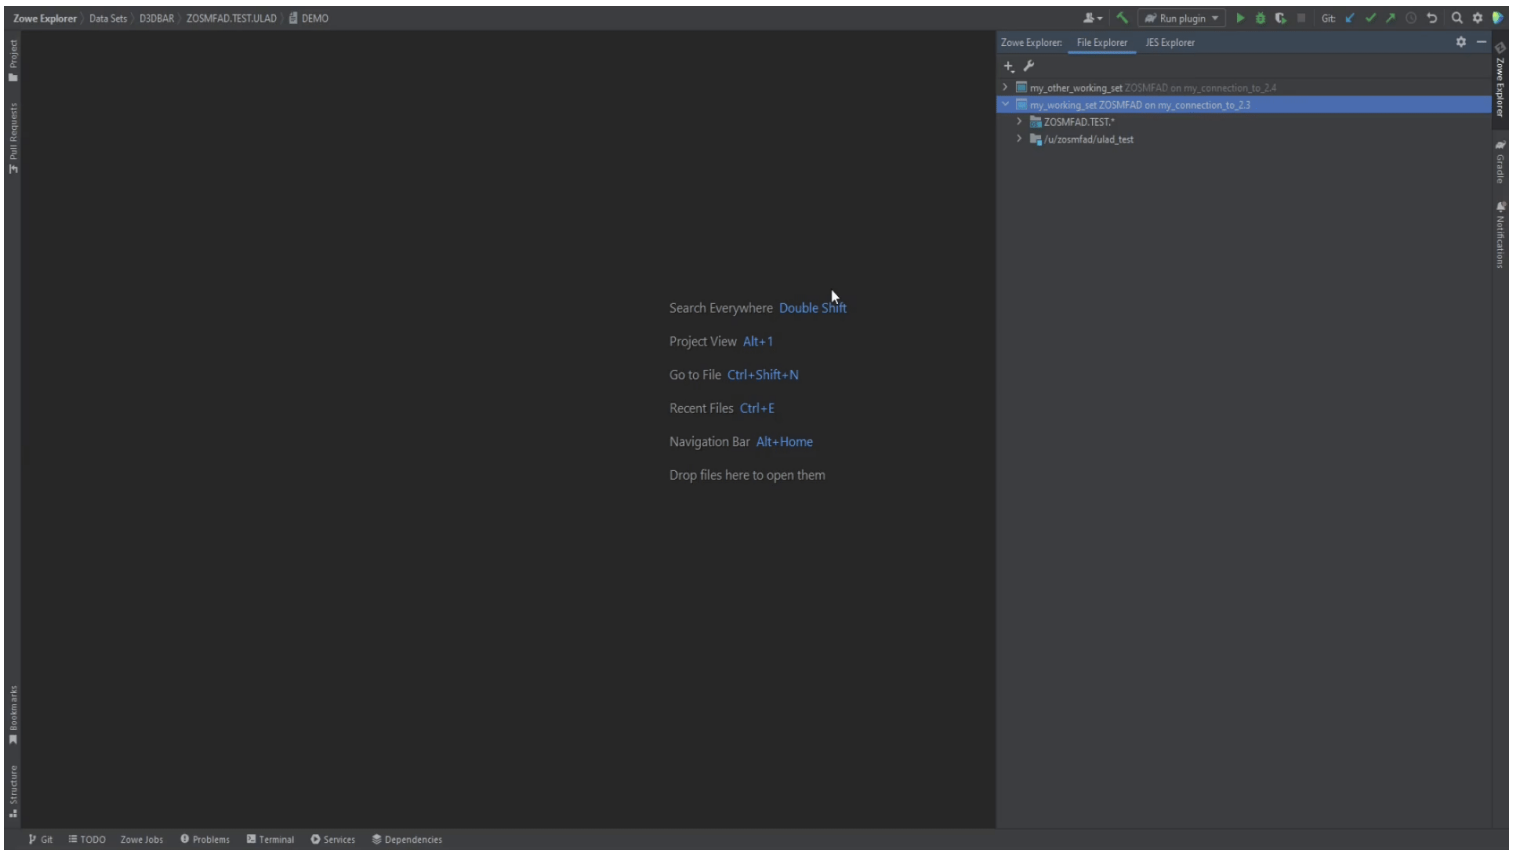 Zowe Explorer Data Sets D3DBAR ZOSMFAD.TEST.ULAD DEMO
Run plugin
Git:
Project
Pull Requests
Bookmarks
Structure
Search Everywhere Double Shift
Project View Alt+1
Go to File Ctrl+Shift+N
Recent Files Ctrl+E
Navigation Bar Alt+Home
Drop files here to open them
Zowe Explorer: File Explorer JES Explorer
my_other_working_set ZOSMFAD on my_connection_to_2.4
my_working_set ZOSMFAD on my_connection_to_2.3
ZOSMFAD.TEST.*
/u/zosmfad/ulad_test
Zowe Explorer
Gradle
Notifications
Git TODO Zowe Jobs Problems Terminal Services Dependencies